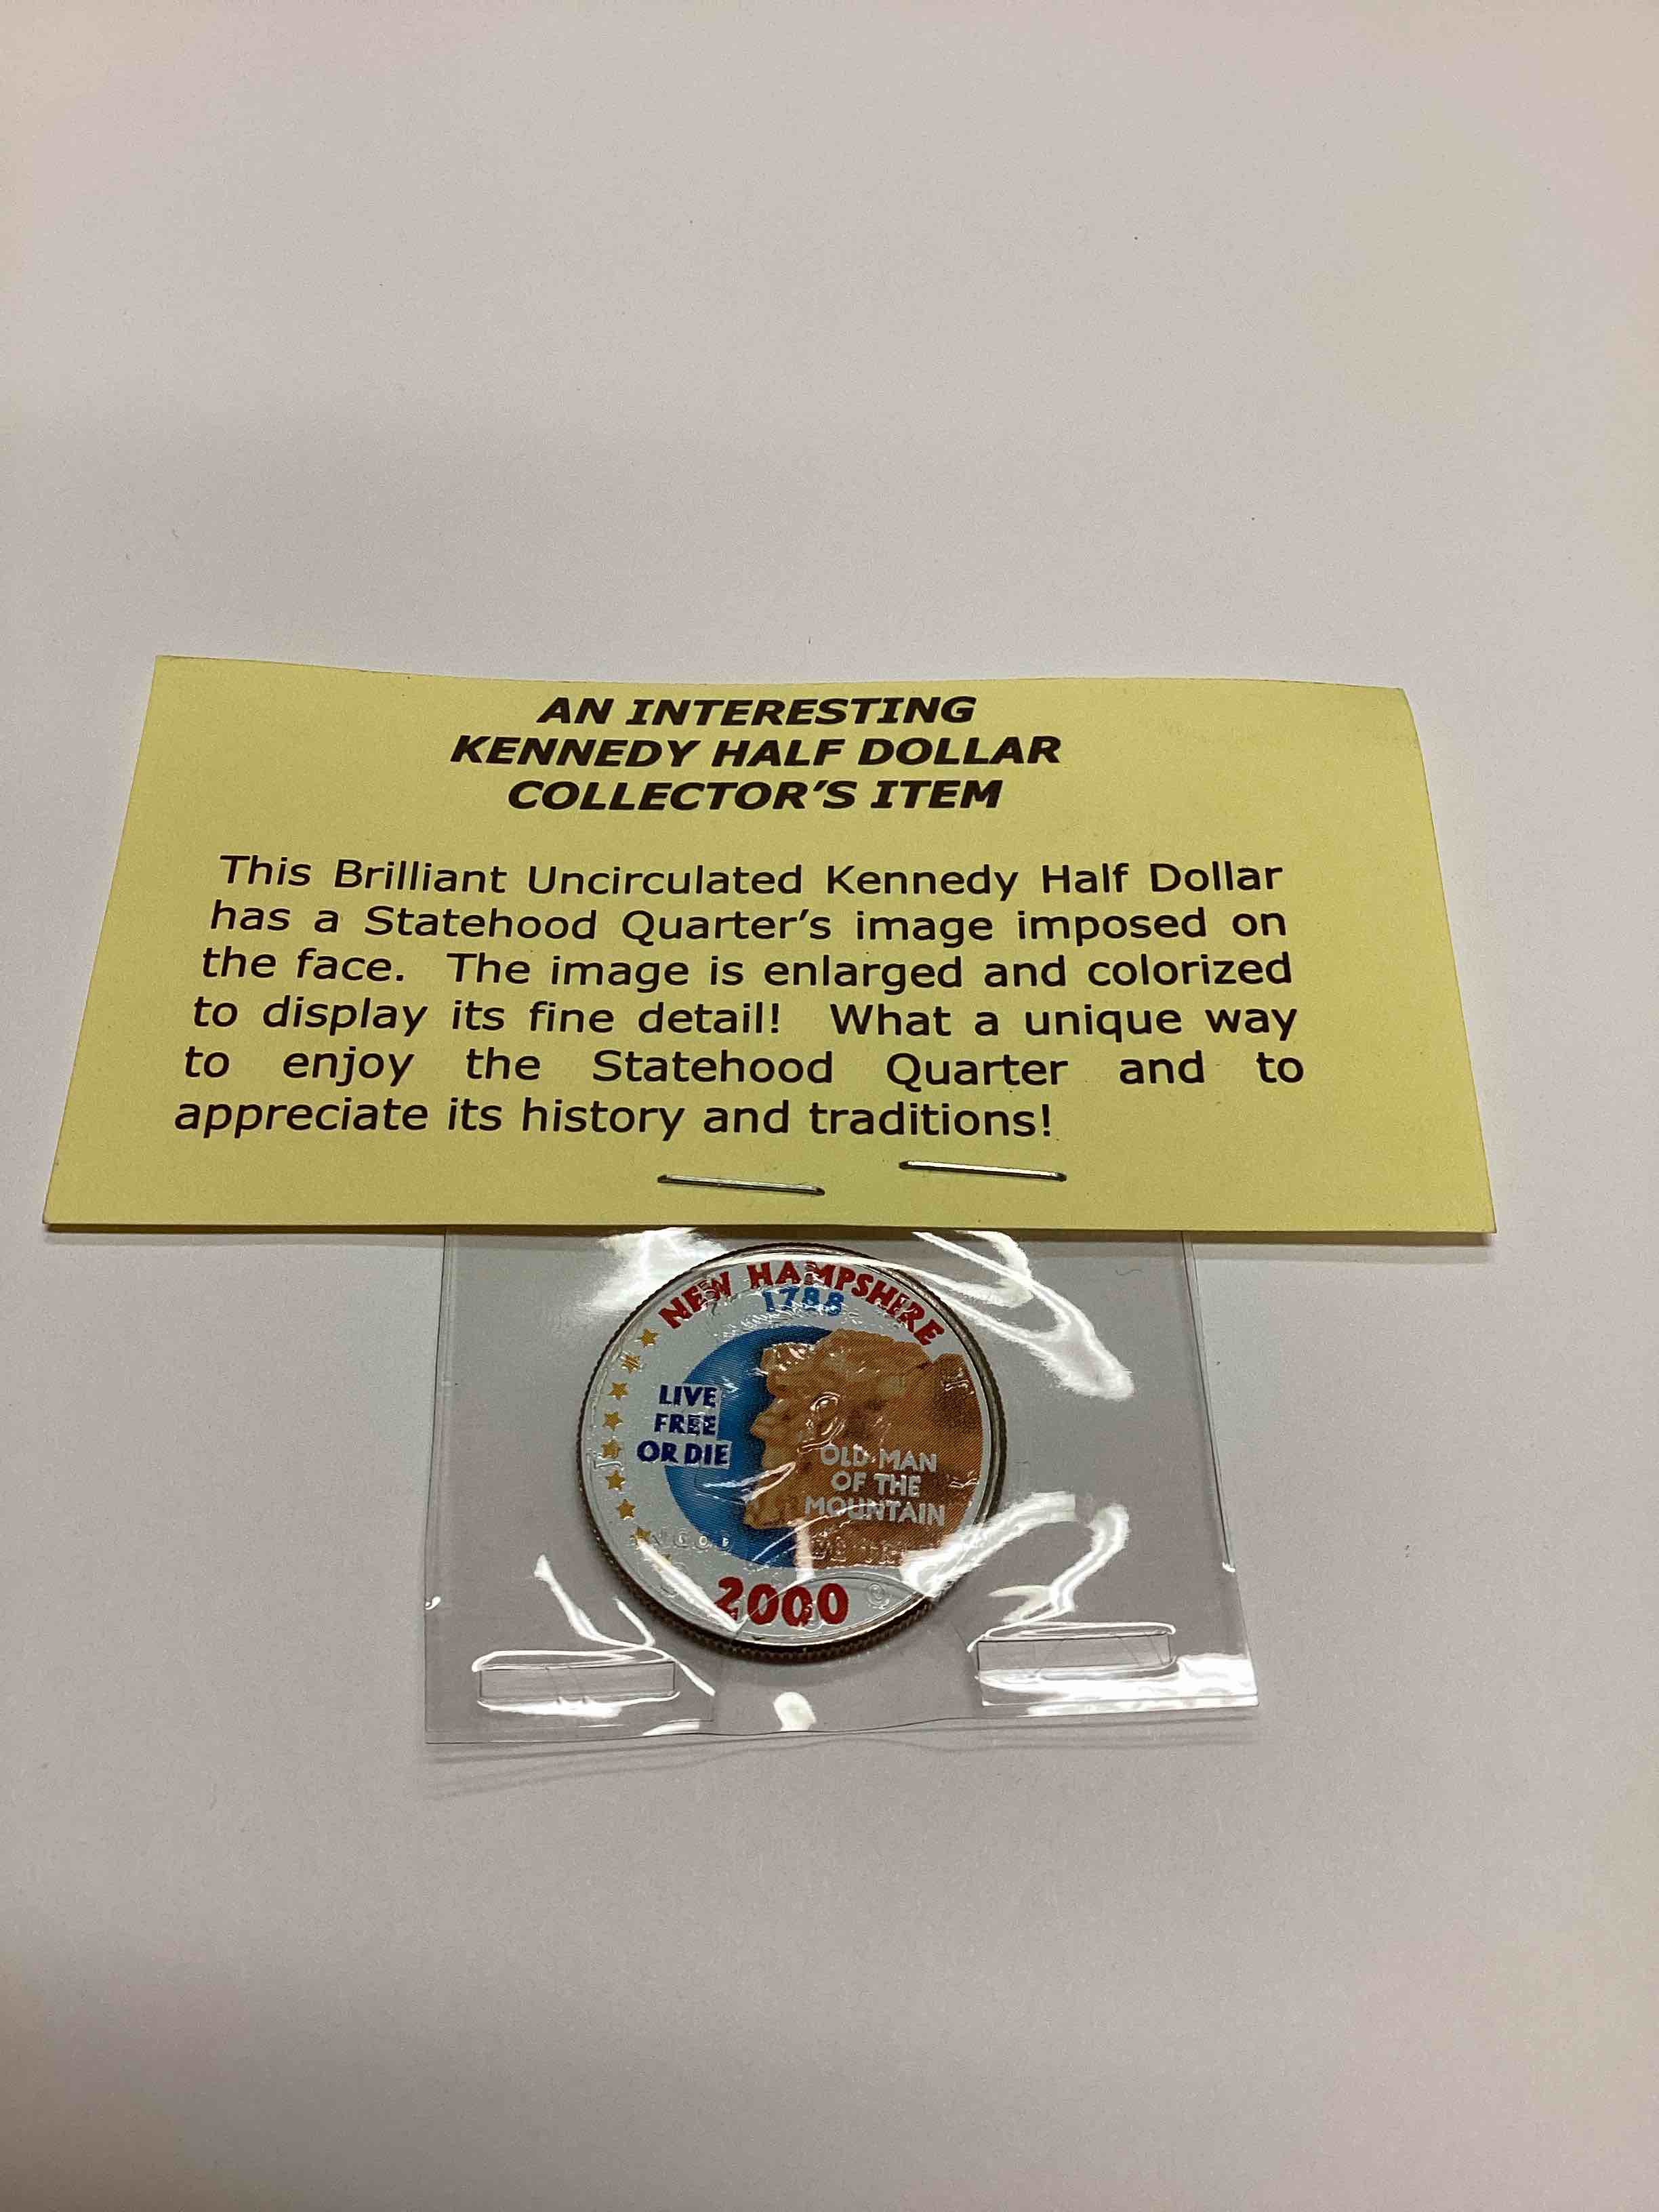 AN INTERESTING
KENNEDY HALF DOLLAR
COLLECTOR'S ITEM
This Brilliant Uncirculated Kennedy Half Dollar
has a Statehood Quarter's image imposed on
the face. The image is enlarged and colorized
to display its fine detail! What a unique way
to enjoy the Statehood Quarter and to
appreciate its history and traditions!
NEW HAMPSHIRE
1788
LIVE
FREE
OR DIE
OLD MAN
OF THE
MOUNTAIN
2000